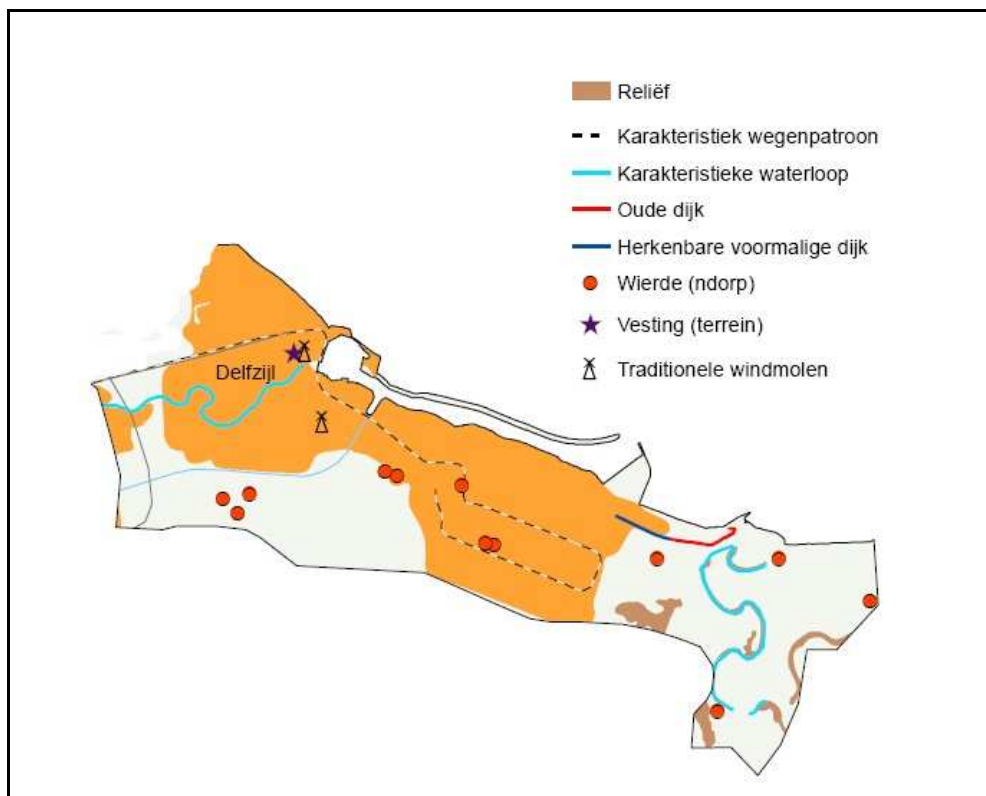 Reliëf
Karakteristiek wegenpatroon
Karakteristieke waterloop
Oude dijk
Herkenbare voormalige dijk
Wierde (ndorp)
Vesting (terrein)
Traditionele windmolen
Delfzijl